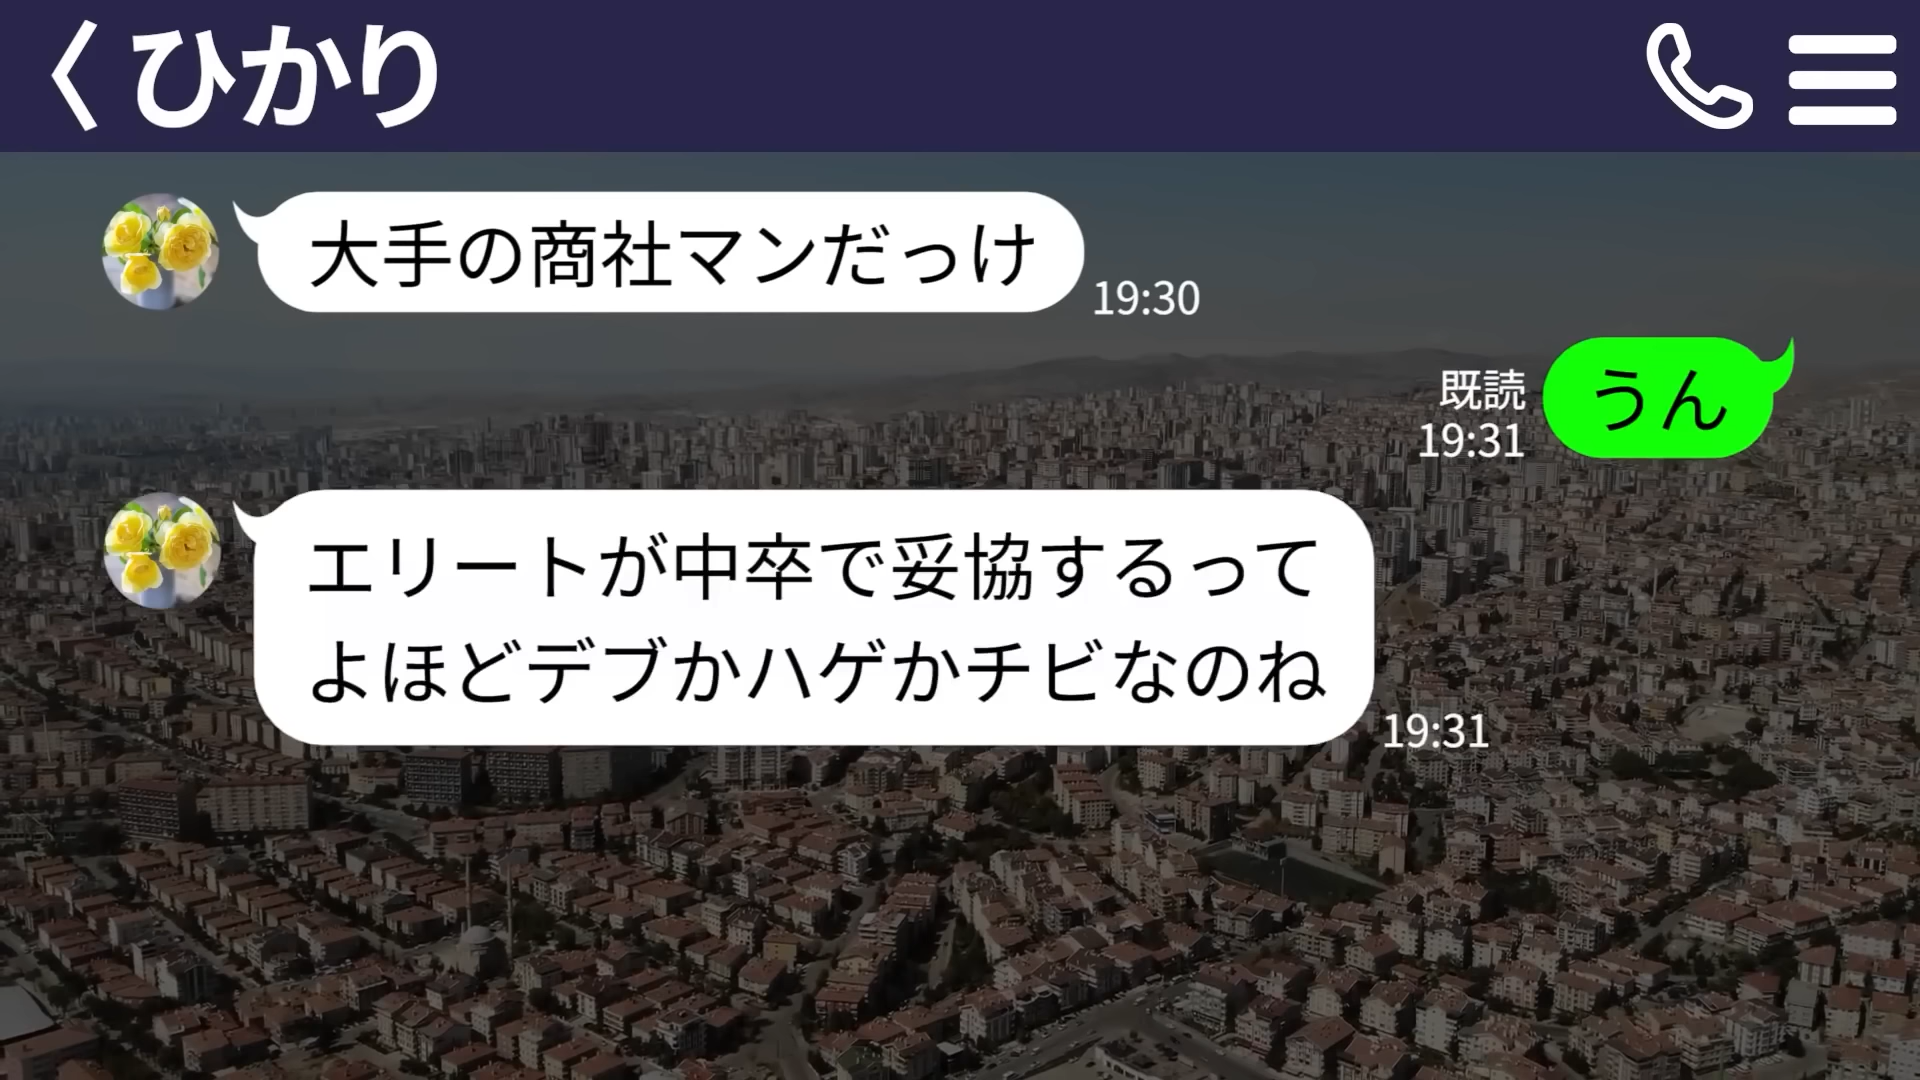 ひかり
大手の商社マンだっけ
19:30
うん
既読
19:31
エリートが中卒で妥協するって
よほどデブかハゲかチビなのね
19:31